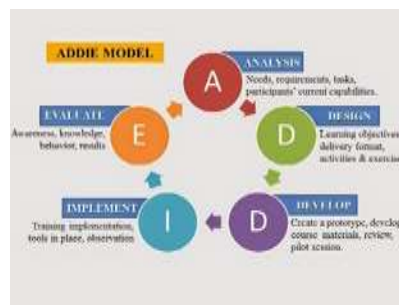 ADDIE MODEL
A
ANALYSIS
Needs, requirements, tasks,
participants' current capabilities.
D
DESIGN
Learning objectives
delivery format,
activities & exercise
D
DEVELOP
Create a prototype, develop
course materials, review,
pilot session.
I
IMPLEMENT
Training implementation,
tools in place, observation
E
EVALUATE
Awareness, knowledge,
behavior, results